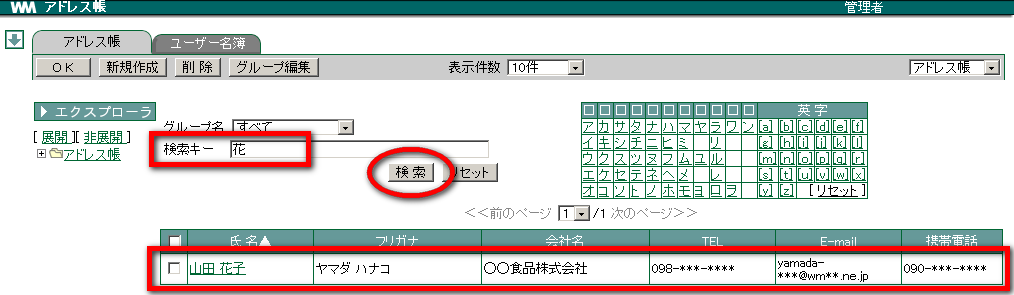 WM アドレス帳 管理者
アドレス帳 ユーザー名簿
OK 新規作成 削除 グループ編集 表示件数 10件 アドレス帳
エクスプローラ
[ 展開 ][ 非展開 ]
アドレス帳
グループ名 すべて
検索キー 花
検索 リセット
□ □ □ □ □ □ □ □ □ □ □ 英字
ア カ サ タ ナ ハ マ ヤ ラ ワ ン [a] [b] [c] [d] [e] [f]
イ キ シ チ ニ ヒ ミ リ [g] [h] [i] [j] [k] [l]
ウ ク ス ツ ヌ フ ム ユ ル [m] [n] [o] [p] [q] [r]
エ ケ セ テ ネ ヘ メ レ [s] [t] [u] [v] [w] [x]
オ コ ソ ト ノ ホ モ ヨ ロ ヲ [y] [z] [リセット]
<<前のページ 1 /1 次のページ>>
氏名▲ フリガナ 会社名 TEL E-mail 携帯電話
山田 花子 ヤマダ ハナコ 〇〇食品株式会社 098-***-**** yamada-***@wm**.ne.jp 090-***-****